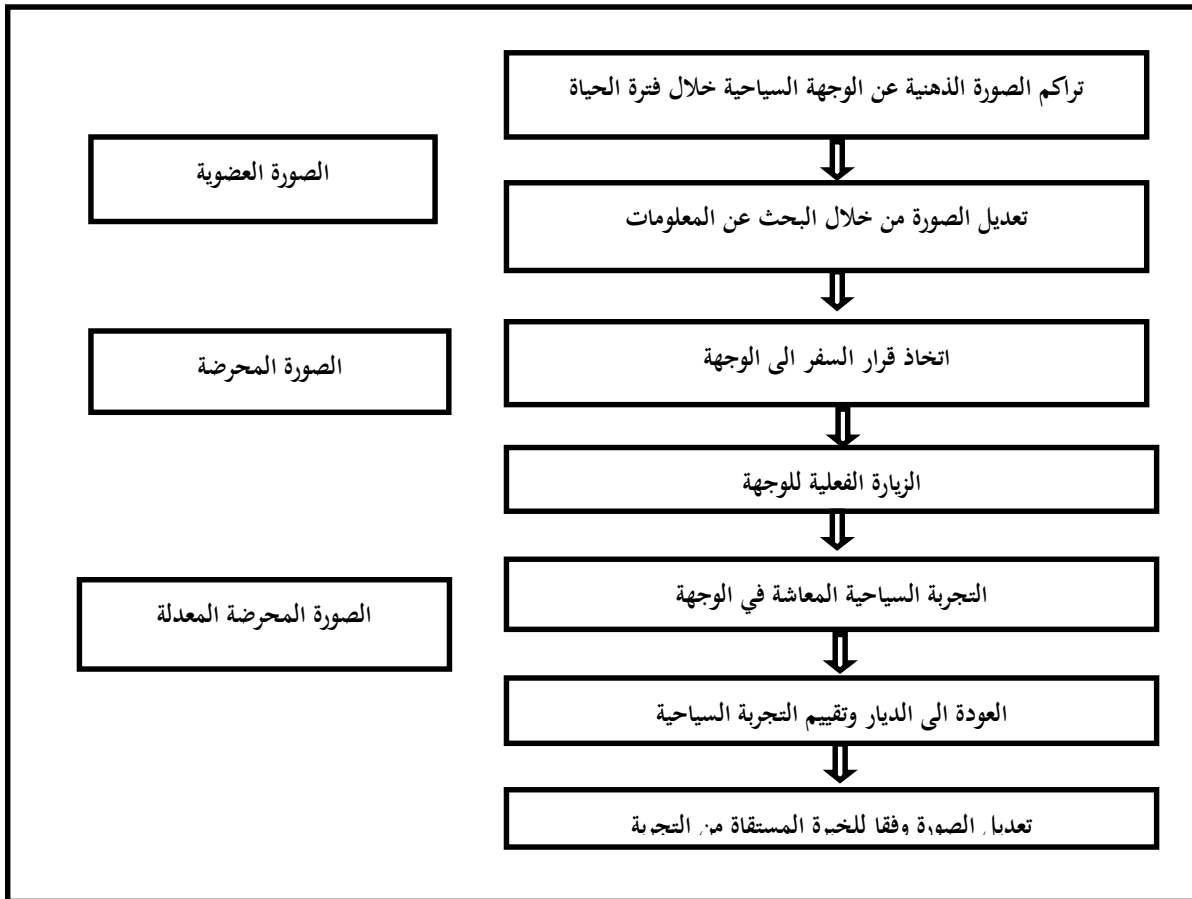 تراكم الصورة الذهنية عن الوجهة السياحية خلال فترة الحياة
الصورة العضوية
تعديل الصورة من خلال البحث عن المعلومات
اتخاذ قرار السفر الى الوجهة
الصورة المحرضة
الزيارة الفعلية للوجهة
التجربة السياحية المعاشة في الوجهة
الصورة المحرضة المعدلة
العودة الى الديار وتقييم التجربة السياحية
تعديل الصورة وفقا للخبرة المستقاة من التجربة